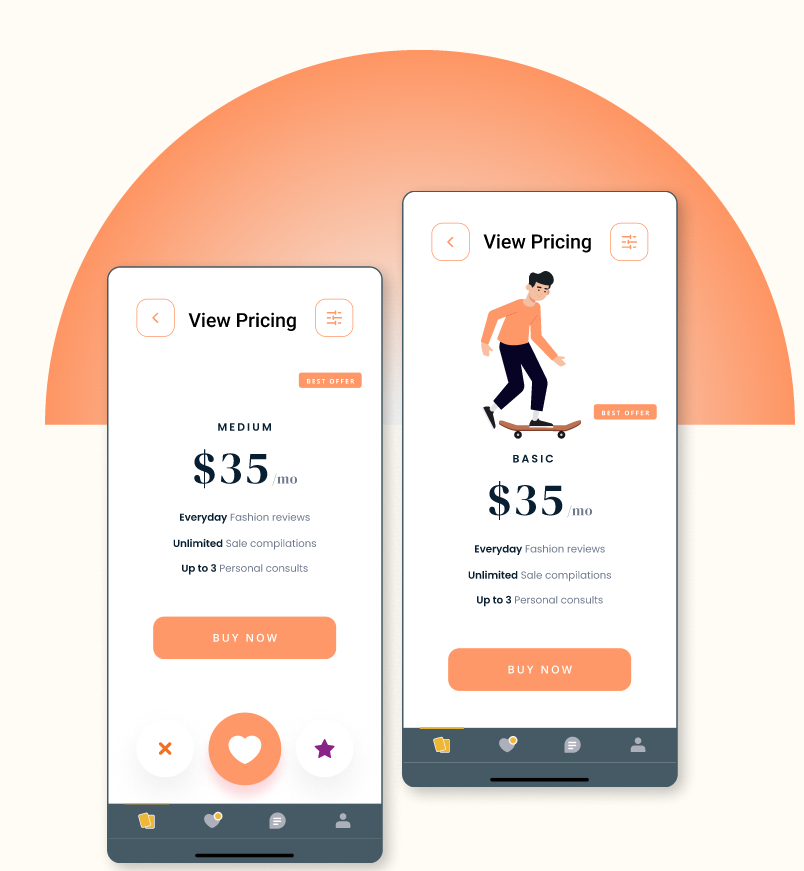 View Pricing
BEST OFFER
MEDIUM
$35/mo
Everyday Fashion reviews
Unlimited Sale compilations
Up to 3 Personal consults
BUY NOW
View Pricing
BEST OFFER
BASIC
$35/mo
Everyday Fashion reviews
Unlimited Sale compilations
Up to 3 Personal consults
BUY NOW